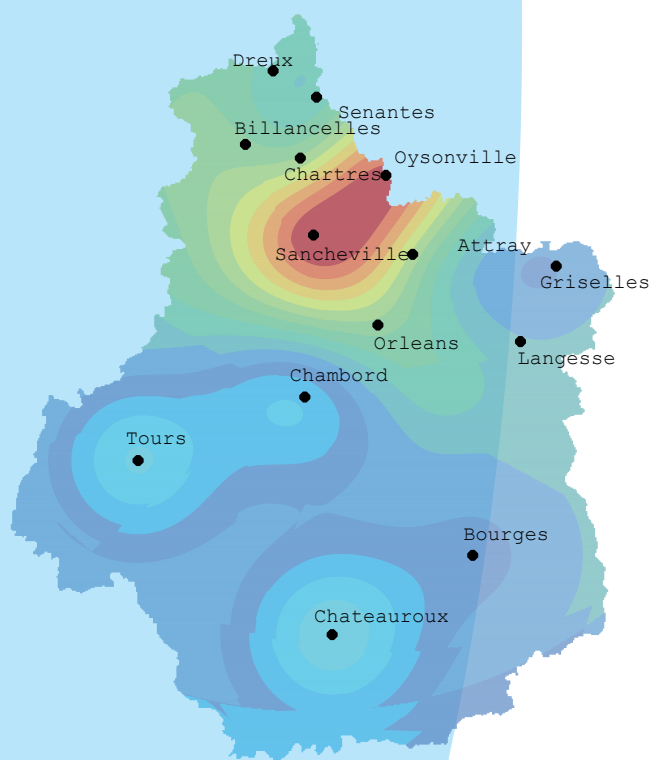 Dreux
Senantes
Billancelles
Oysonville
Chartres
Attray
Sancheville
Griselles
Orleans
Langesse
Chambord
Tours
Bourges
Chateauroux